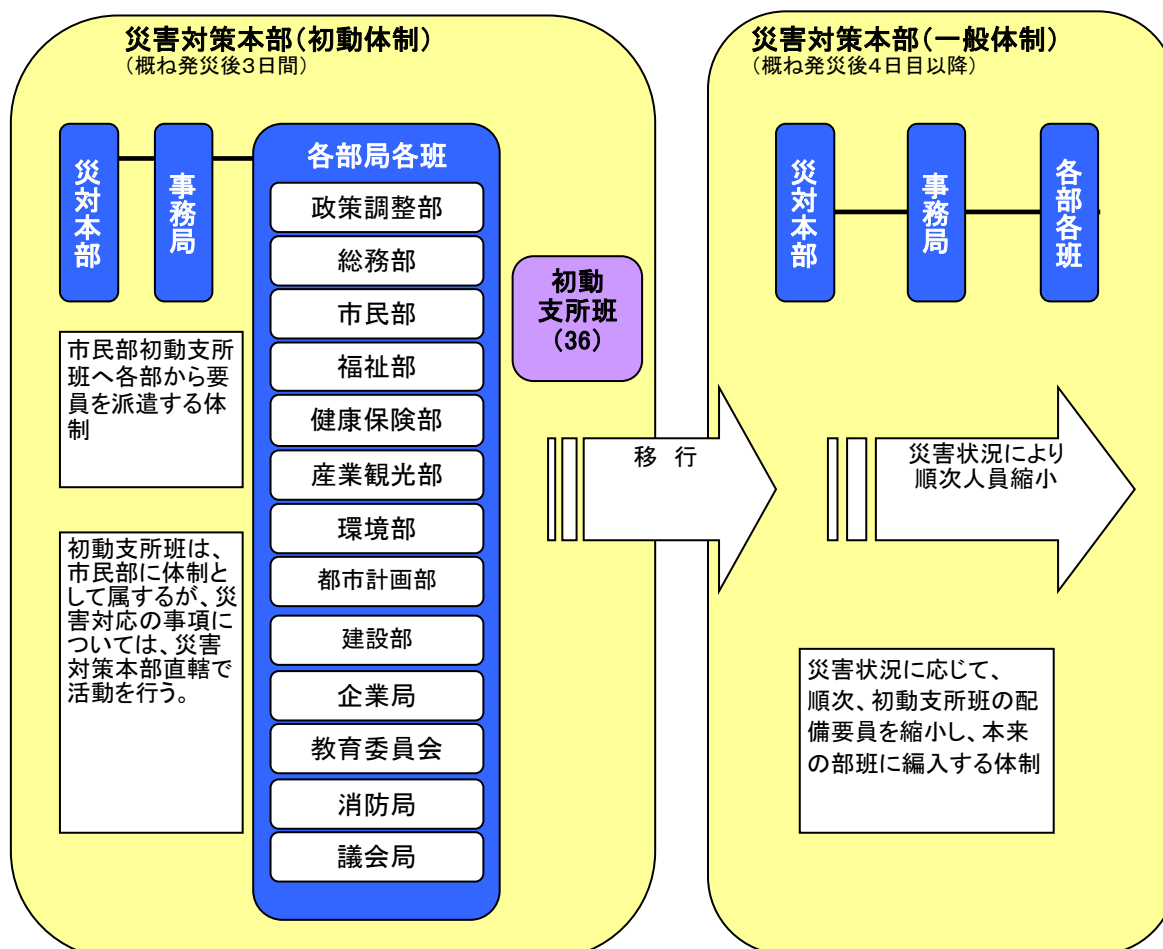 災害対策本部(初動体制)
(概ね発災後3日間)
災対本部
事務局
各部局各班
政策調整部
総務部
市民部
福祉部
健康保険部
産業観光部
環境部
都市計画部
建設部
企業局
教育委員会
消防局
議会局
初動
支所班
(36)
市民部初動支所
班へ各部から要
員を派遣する体
制
初動支所班は、
市民部に体制と
して属するが、災
害対応の事項に
ついては、災害
対策本部直轄で
活動を行う。
移 行
災害対策本部(一般体制)
(概ね発災後4日目以降)
災対本部
事務局
各部各班
災害状況により
順次人員縮小
災害状況に応じて、
順次、初動支所班の配
備要員を縮小し、本来
の部班に編入する体制